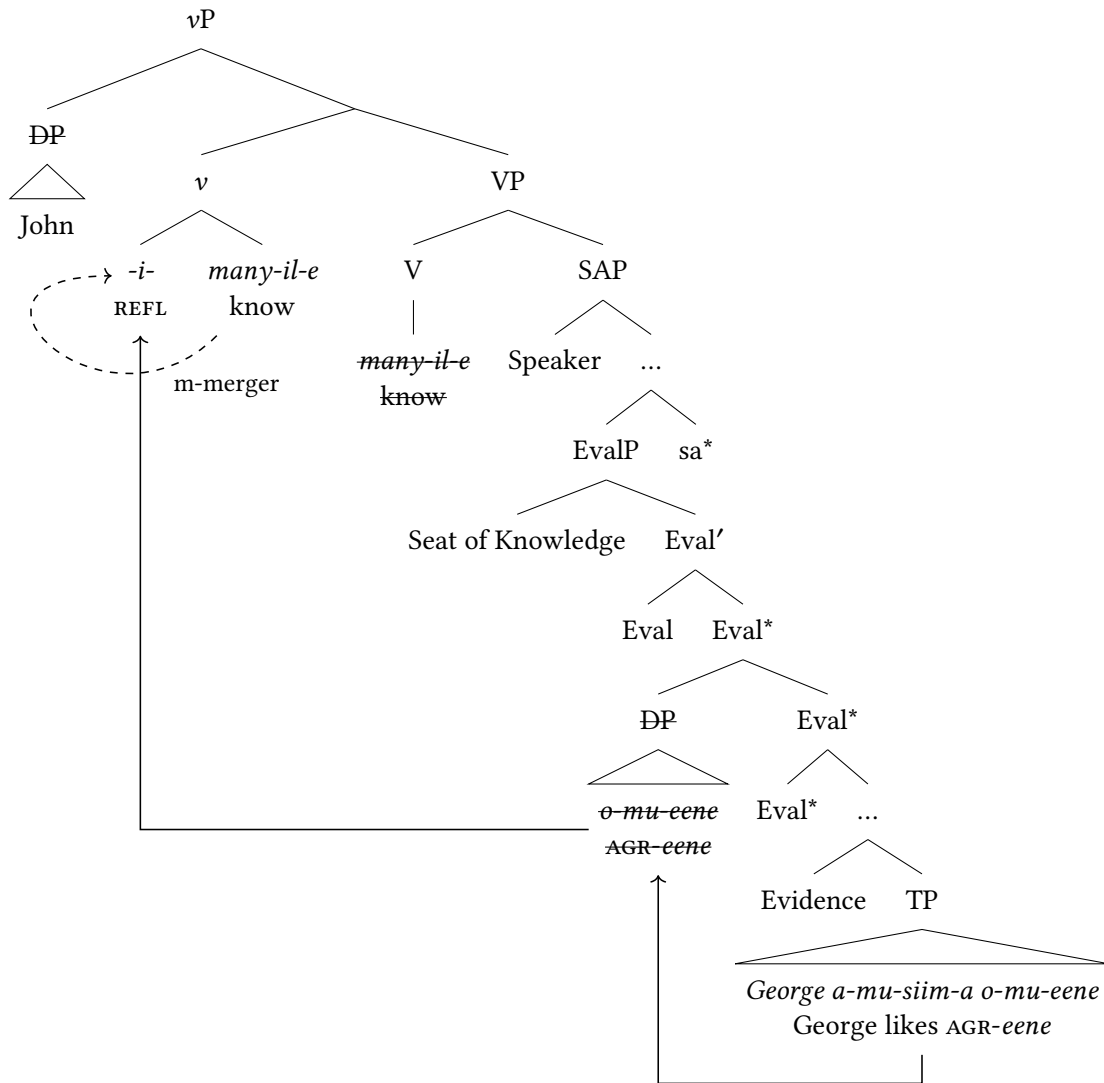 vP
DP
v VP
John
-i- many-il-e V SAP
REFL know
many-il-e Speaker ...
know
m-merger
EvalP sa*
Seat of Knowledge Eval′
Eval Eval*
DP Eval*
o-mu-eene Eval* ...
AGR-eene
Evidence TP
George a-mu-siim-a o-mu-eene
George likes AGR-eene